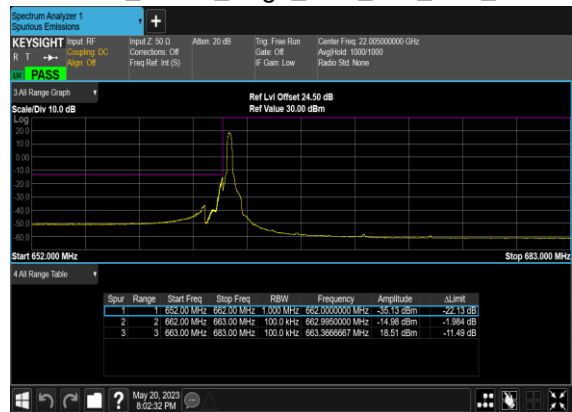 Spectrum Analyzer 1
Spurious Emissions
+
KEYSIGHT Input: RF Input Z: 50 Ω Atten: 20 dB Trig: Free Run Center Freq: 22.005000000 GHz
R T Coupling: DC Corrections: Off Gate: Off Avg|Hold: 1000/1000
Align: Off Freq Ref: Int (S) IF Gain: Low Radio Std: None
PASS
3 All Range Graph
Ref Lvl Offset 24.50 dB
Scale/Div 10.0 dB Ref Value 30.00 dBm
Log
20.0
10.0
0.00
-10.0
-20.0
-30.0
-40.0
-50.0
-60.0
Start 652.000 MHz Stop 683.000 MHz
4 All Range Table
Spur Range Start Freq Stop Freq RBW Frequency Amplitude ΔLimit
1 1 652.00 MHz 662.00 MHz 1.000 MHz 662.0000000 MHz -35.13 dBm -22.13 dB
2 2 662.00 MHz 663.00 MHz 100.0 kHz 662.9950000 MHz -14.98 dBm -1.984 dB
3 3 663.00 MHz 683.00 MHz 100.0 kHz 663.3666667 MHz 18.51 dBm -11.49 dB
? May 20, 2023
8:02:32 PM